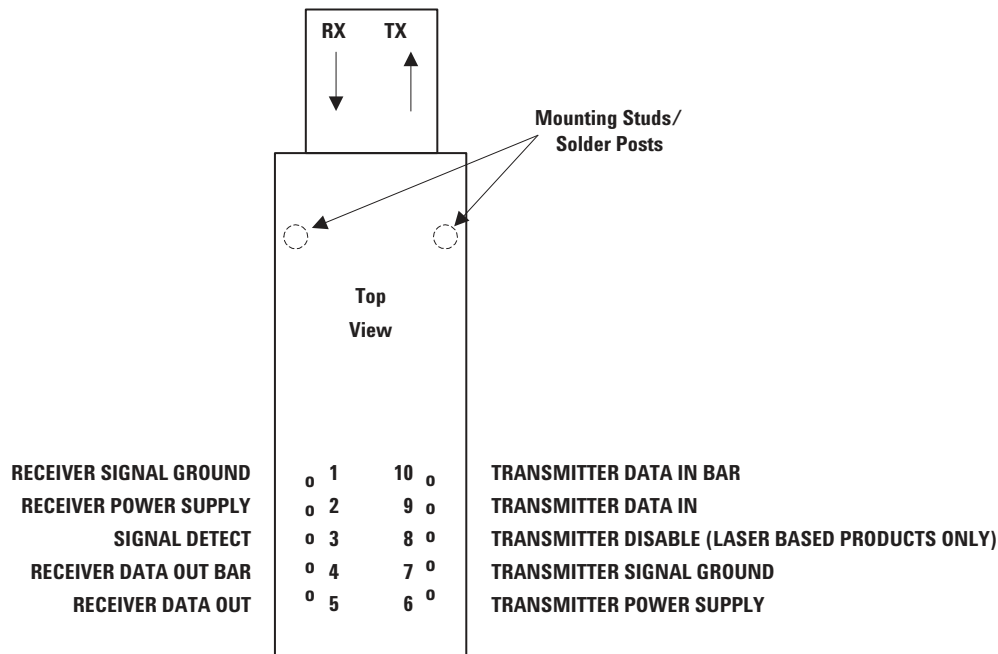 RX TX
Mounting Studs/
Solder Posts
Top
View
RECEIVER SIGNAL GROUND o 1 10 o TRANSMITTER DATA IN BAR
RECEIVER POWER SUPPLY o 2 9 o TRANSMITTER DATA IN
SIGNAL DETECT o 3 8 o TRANSMITTER DISABLE (LASER BASED PRODUCTS ONLY)
RECEIVER DATA OUT BAR o 4 7 o TRANSMITTER SIGNAL GROUND
RECEIVER DATA OUT o 5 6 o TRANSMITTER POWER SUPPLY